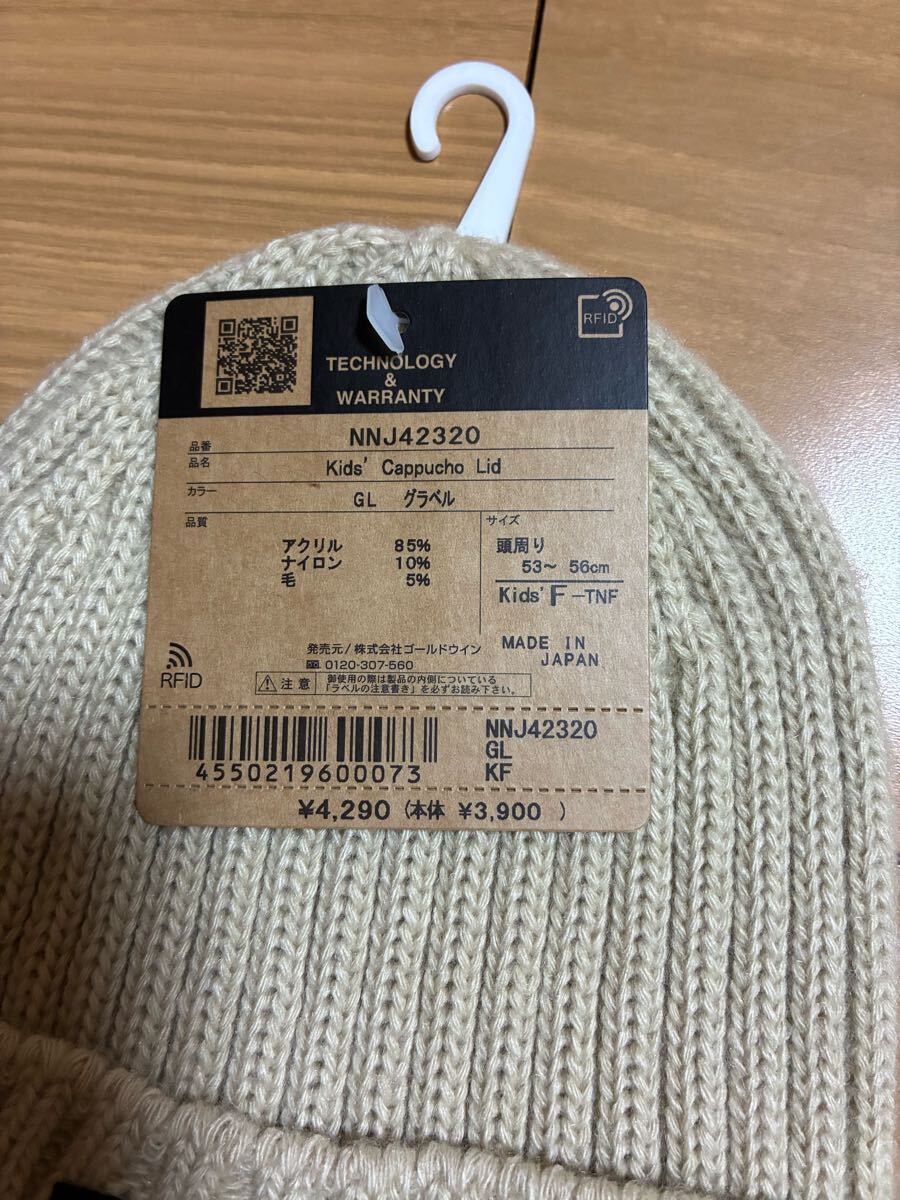 RFID
TECHNOLOGY
&
WARRANTY
品番 NNJ42320
品名 Kids' Cappucho Lid
カラー GL グラベル
品質
アクリル 85%
ナイロン 10%
毛 5%
サイズ
頭周り
53～ 56cm
Kids' F-TNF
MADE IN
JAPAN
発売元/株式会社ゴールドウイン
0120-307-560
RFID
注意 御使用の際は製品の内側についている
「ラベルの注意書き」を必ずお読み下さい。
4550219600073
NNJ42320
GL
KF
¥4,290 (本体 ¥3,900 )